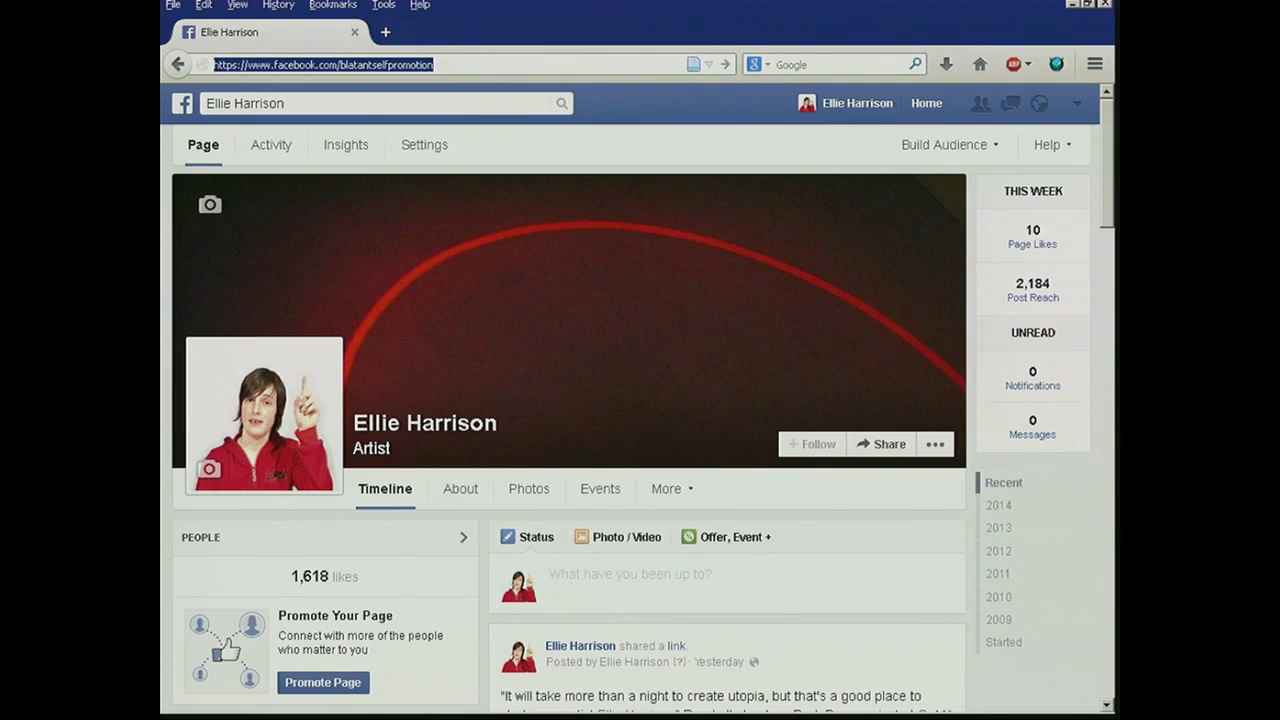 File Edit View History Bookmarks Tools Help
Ellie Harrison
https://www.facebook.com/blatantselfpromotion
Google
ABP
Ellie Harrison
Ellie Harrison Home
Page Activity Insights Settings
Build Audience Help
THIS WEEK
10
Page Likes
2,184
Post Reach
UNREAD
0
Notifications
0
Messages
Ellie Harrison
Artist
+ Follow Share
Timeline About Photos Events More
Recent
2014
2013
2012
2011
2010
2009
Started
PEOPLE
1,618 likes
Promote Your Page
Connect with more of the people
who matter to you
Promote Page
Status Photo / Video Offer, Event +
What have you been up to?
Ellie Harrison shared a link.
Posted by Ellie Harrison [?] · Yesterday
"It will take more than a night to create utopia, but that's a good place to